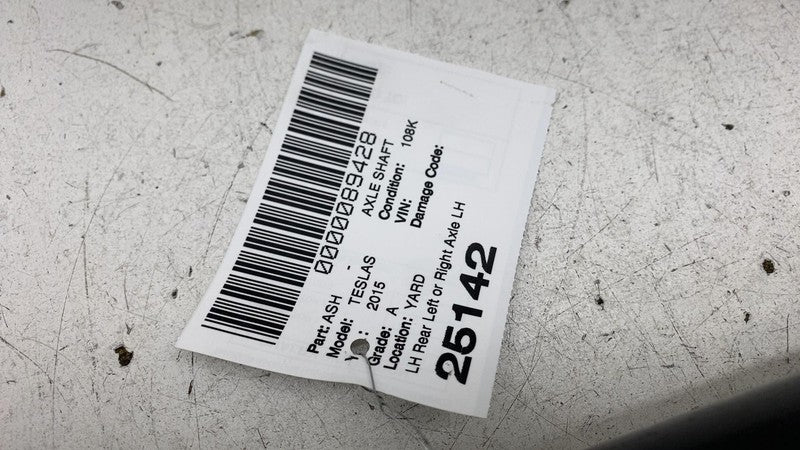 0000089428
Part: ASH - AXLE SHAFT
Model: TESLAS Condition: 108K
Y : 2015 VIN:
Grade: A Damage Code:
Location: YARD
LH Rear Left or Right Axle LH
25142